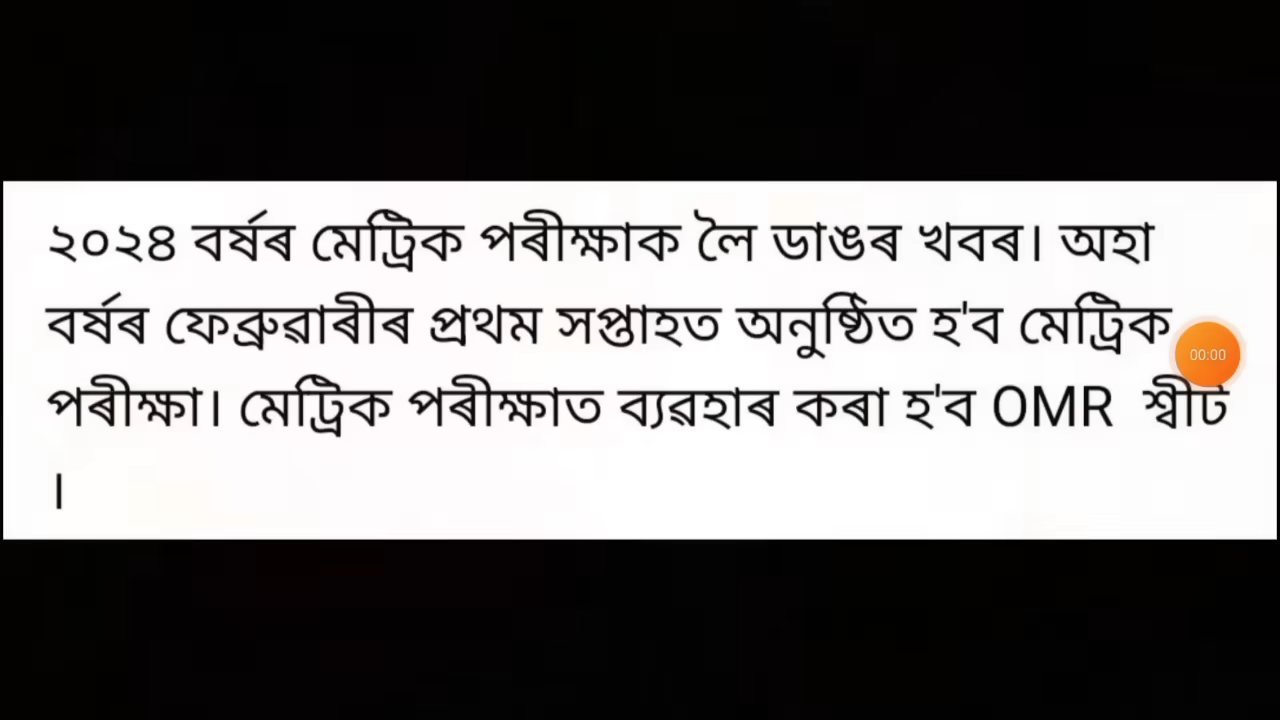 ২০২৪ বৰ্ষৰ মেট্ৰিক পৰীক্ষাক লৈ ডাঙৰ খবৰ। অহা
বৰ্ষৰ ফেব্ৰুৱাৰীৰ প্ৰথম সপ্তাহত অনুষ্ঠিত হ'ব মেট্ৰিক
00:00
পৰীক্ষা। মেট্ৰিক পৰীক্ষাত ব্যৱহাৰ কৰা হ'ব OMR শ্বীট
।